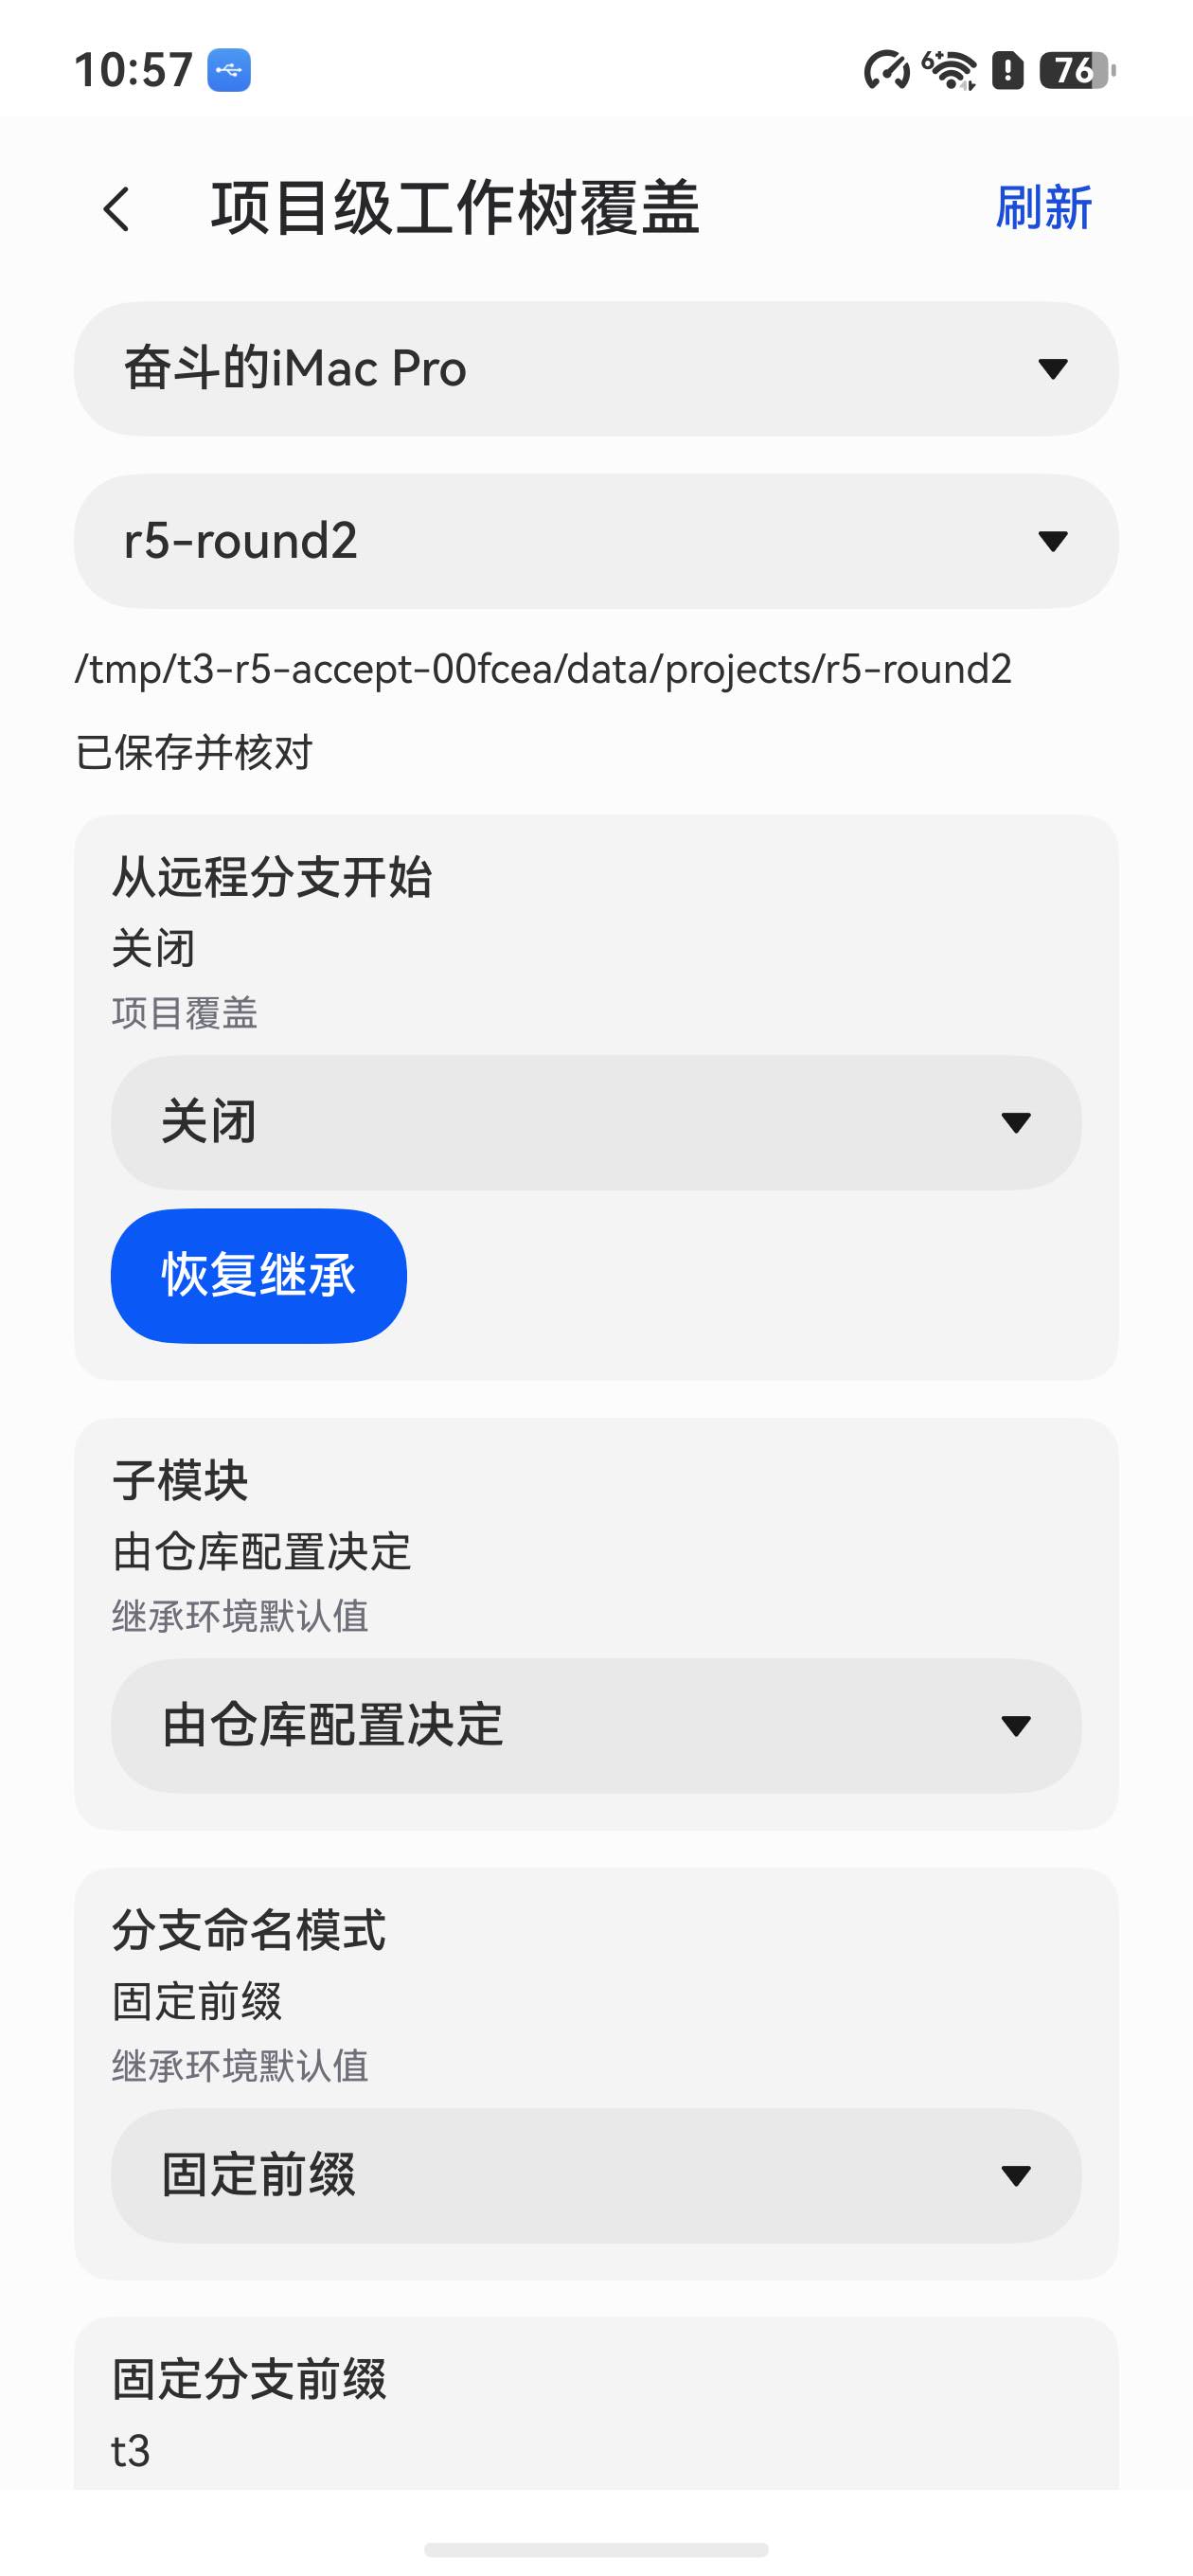 10:57
76
项目级工作树覆盖
刷新
奋斗的iMac Pro
r5-round2
/tmp/t3-r5-accept-00fcea/data/projects/r5-round2
已保存并核对
从远程分支开始
关闭
项目覆盖
关闭
恢复继承
子模块
由仓库配置决定
继承环境默认值
由仓库配置决定
分支命名模式
固定前缀
继承环境默认值
固定前缀
固定分支前缀
t3